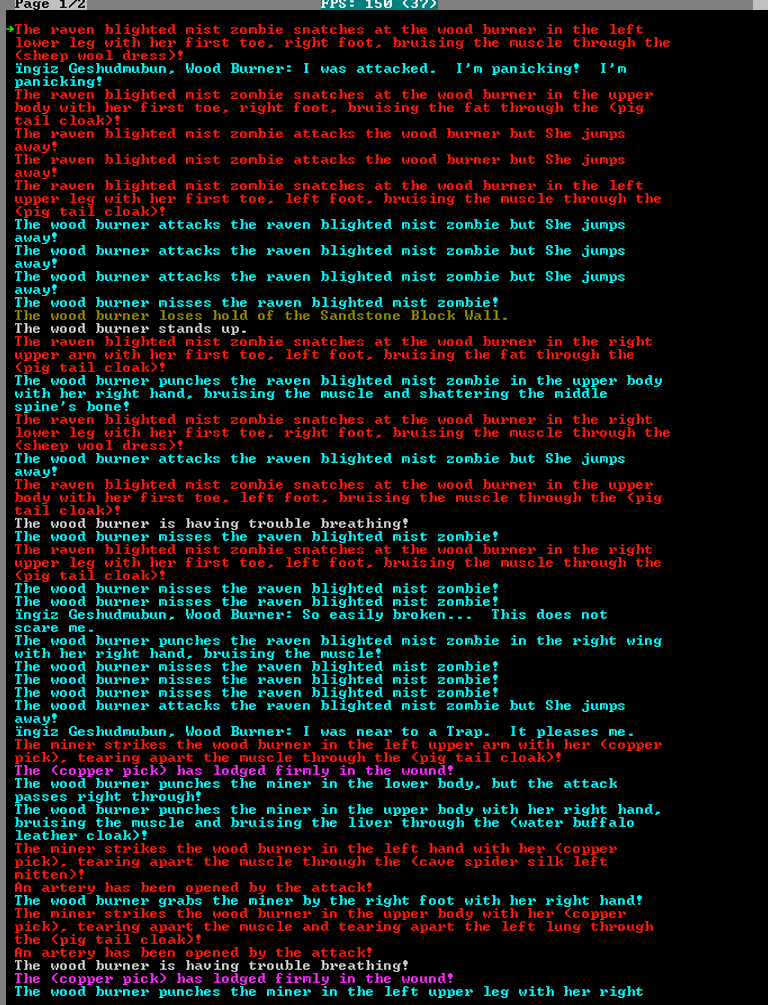 Page 1/2
FPS: 150 (37)
The raven blighted mist zombie snatches at the wood burner in the left
lower leg with her first toe, right foot, bruising the muscle through the
(sheep wool dress)!
ïngiz Geshudmubun, Wood Burner: I was attacked.  I'm panicking!  I'm
panicking!
The raven blighted mist zombie snatches at the wood burner in the upper
body with her first toe, right foot, bruising the fat through the (pig
tail cloak)!
The raven blighted mist zombie attacks the wood burner but She jumps
away!
The raven blighted mist zombie attacks the wood burner but She jumps
away!
The raven blighted mist zombie snatches at the wood burner in the left
upper leg with her first toe, left foot, bruising the muscle through the
(pig tail cloak)!
The wood burner attacks the raven blighted mist zombie but She jumps
away!
The wood burner attacks the raven blighted mist zombie but She jumps
away!
The wood burner attacks the raven blighted mist zombie but She jumps
away!
The wood burner misses the raven blighted mist zombie!
The wood burner loses hold of the Sandstone Block Wall.
The wood burner stands up.
The raven blighted mist zombie snatches at the wood burner in the right
upper arm with her first toe, left foot, bruising the fat through the
(pig tail cloak)!
The wood burner punches the raven blighted mist zombie in the upper body
with her right hand, bruising the muscle and shattering the middle
spine's bone!
The raven blighted mist zombie snatches at the wood burner in the right
lower leg with her first toe, right foot, bruising the muscle through the
(sheep wool dress)!
The wood burner attacks the raven blighted mist zombie but She jumps
away!
The raven blighted mist zombie snatches at the wood burner in the upper
body with her first toe, left foot, bruising the muscle through the (pig
tail cloak)!
The wood burner is having trouble breathing!
The wood burner misses the raven blighted mist zombie!
The raven blighted mist zombie snatches at the wood burner in the right
upper leg with her first toe, left foot, bruising the muscle through the
(pig tail cloak)!
The wood burner misses the raven blighted mist zombie!
The wood burner misses the raven blighted mist zombie!
ïngiz Geshudmubun, Wood Burner: So easily broken...  This does not
scare me.
The wood burner punches the raven blighted mist zombie in the right wing
with her right hand, bruising the muscle!
The wood burner misses the raven blighted mist zombie!
The wood burner misses the raven blighted mist zombie!
The wood burner misses the raven blighted mist zombie!
The wood burner attacks the raven blighted mist zombie but She jumps
away!
ïngiz Geshudmubun, Wood Burner: I was near to a Trap.  It pleases me.
The miner strikes the wood burner in the left upper arm with her (copper
pick), tearing apart the muscle through the (pig tail cloak)!
The (copper pick) has lodged firmly in the wound!
The wood burner punches the miner in the lower body, but the attack
passes right through!
The wood burner punches the miner in the upper body with her right hand,
bruising the muscle and bruising the liver through the (water buffalo
leather cloak)!
The miner strikes the wood burner in the left hand with her (copper
pick), tearing apart the muscle through the (cave spider silk left
mitten)!
An artery has been opened by the attack!
The wood burner grabs the miner by the right foot with her right hand!
The miner strikes the wood burner in the upper body with her (copper
pick), tearing apart the muscle and tearing apart the left lung through
the (pig tail cloak)!
An artery has been opened by the attack!
The wood burner is having trouble breathing!
The (copper pick) has lodged firmly in the wound!
The wood burner punches the miner in the left upper leg with her right